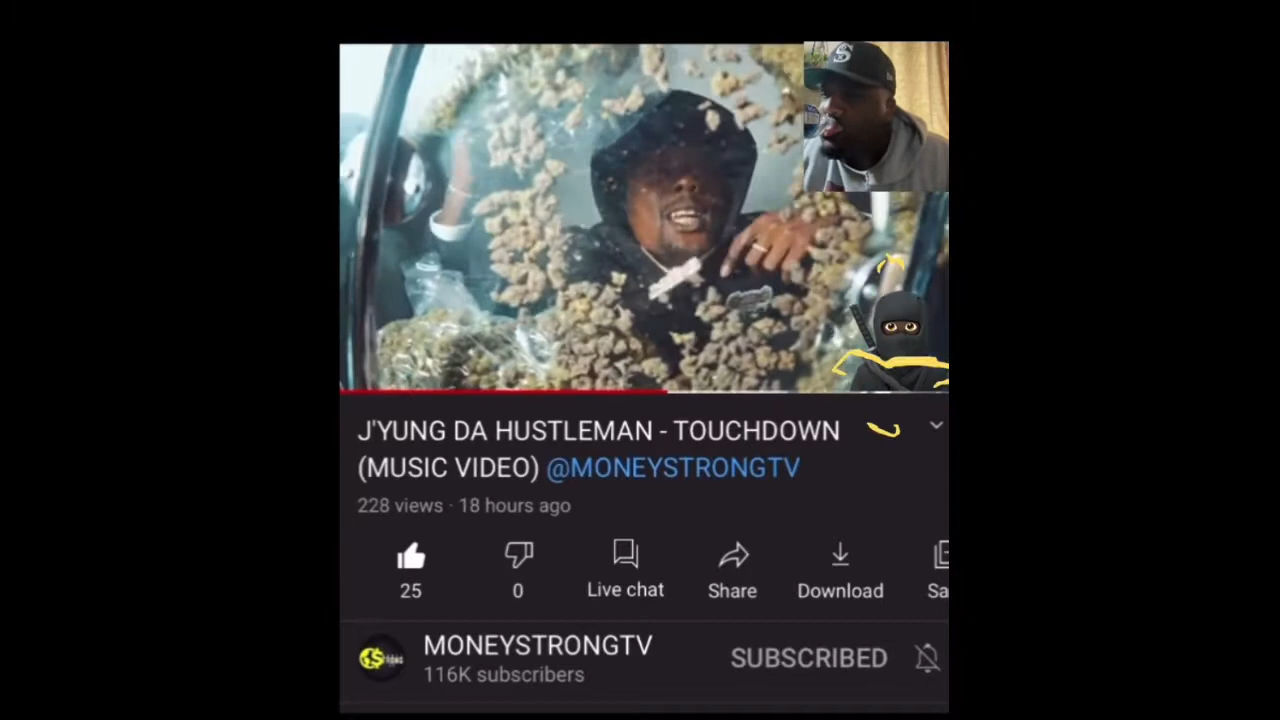 S
J'YUNG DA HUSTLEMAN - TOUCHDOWN
(MUSIC VIDEO) @MONEYSTRONGTV
228 views · 18 hours ago
25
0
Live chat
Share
Download
Sa
MONEYSTRONGTV
116K subscribers
SUBSCRIBED